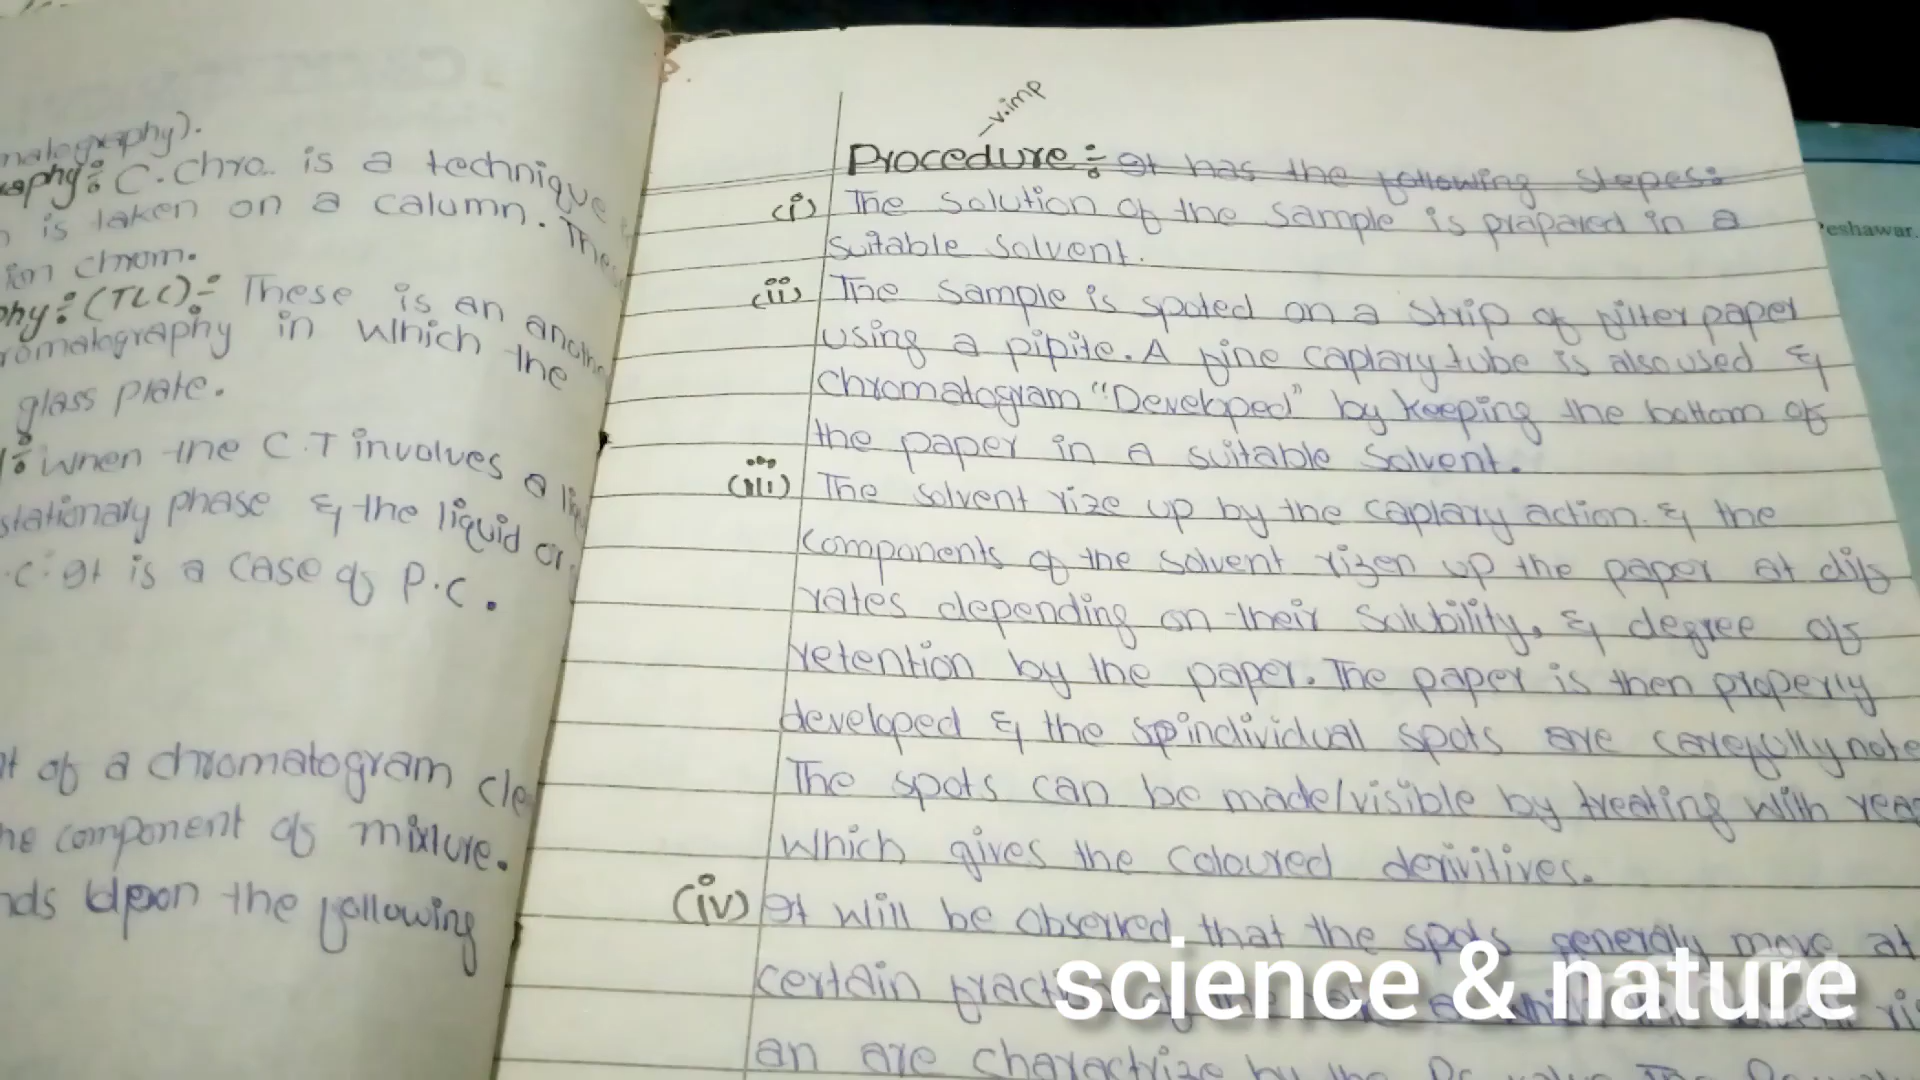 matography).
aphy: C.Chro.. is a technique
is taken on a calumn. These
ion chrom.
phy:(TLC):- These is an anothe
romatography in which the
glass plate.
when the C.T involves a liq
stationary phase & the liquid or
.c: It is a case of P.C.
t of a chromatogram cle
he component of mixture.
nds Upon the following
-v.imp
Procedure: It has the following stepes:
(i) The solution of the sample is prapared in a
suitable solvent.
(ii) The sample is spoted on a strip of filter paper
using a pipite. A fine caplary tube is also used &
chromatogram "Developed" by keeping the bottom of
the paper in a suitable solvent.
(iii) The solvent rize up by the caplary action. & the
components of the solvent rizen up the paper at diff
rates depending on their solubility, & degree of
retention by the paper. The paper is then properly
developed & the spindividual spots are carefully note
The spots can be made/visible by treating with reag
which gives the coloured derivitives.
(iv) It will be observed that the spots generaly move at
certain fract
an are charactrize by the
eshawar.
science & nature